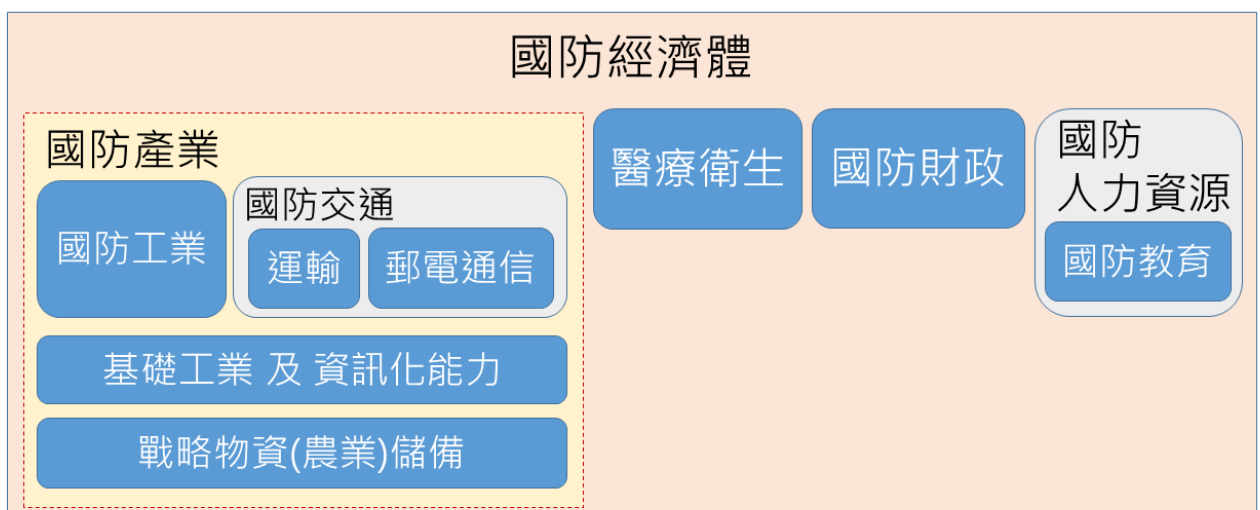 國防經濟體
國防產業
國防工業
國防交通
運輸
郵電通信
基礎工業 及 資訊化能力
戰略物資(農業)儲備
醫療衛生
國防財政
國防
人力資源
國防教育